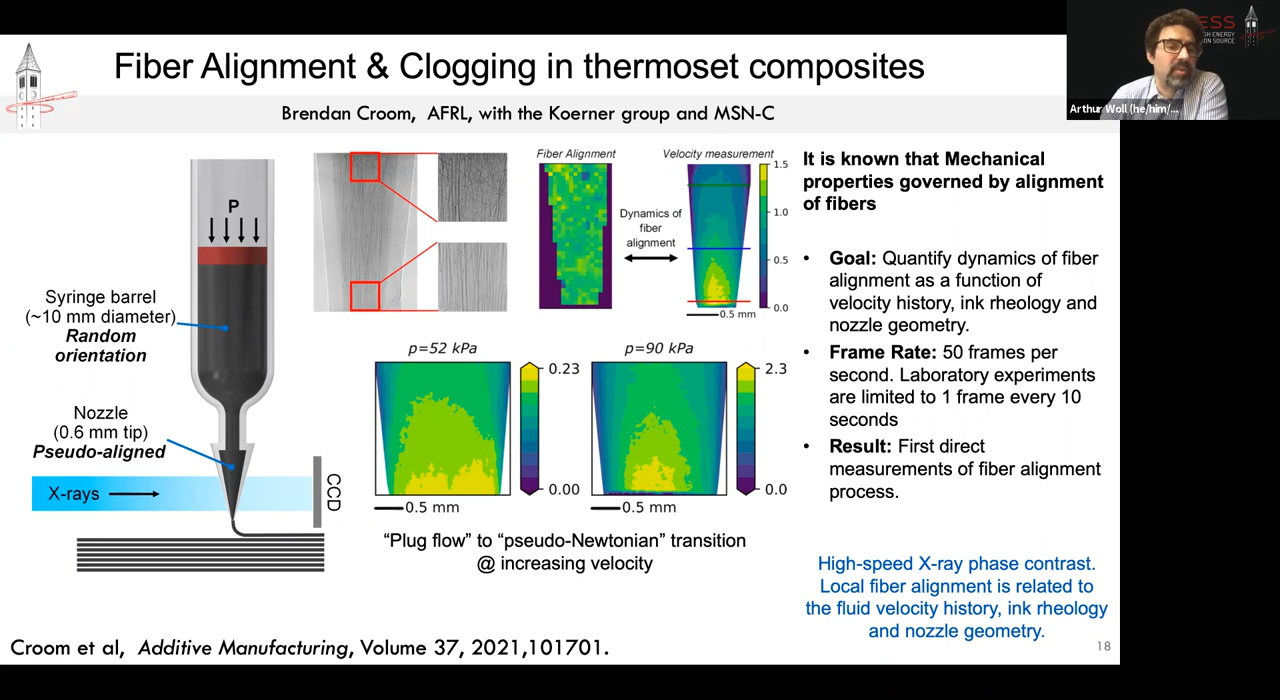 Fiber Alignment & Clogging in thermoset composites
Brendan Croom, AFRL, with the Koerner group and MSN-C
ESS
GH ENERGY
ON SOURCE
Arthur Woll (he/him/...
P
Syringe barrel
(~10 mm diameter)
Random
orientation
Nozzle
(0.6 mm tip)
Pseudo-aligned
X-rays
CCD
Fiber Alignment
Velocity measurement
Dynamics of
fiber
alignment
1.5
1.0
0.5
0.0
0.5 mm
p=52 kPa
0.23
0.00
0.5 mm
p=90 kPa
2.3
0.0
0.5 mm
“Plug flow” to “pseudo-Newtonian” transition
@ increasing velocity
It is known that Mechanical
properties governed by alignment
of fibers
• Goal: Quantify dynamics of fiber
alignment as a function of
velocity history, ink rheology and
nozzle geometry.
• Frame Rate: 50 frames per
second. Laboratory experiments
are limited to 1 frame every 10
seconds
• Result: First direct
measurements of fiber alignment
process.
High-speed X-ray phase contrast.
Local fiber alignment is related to
the fluid velocity history, ink rheology
and nozzle geometry.
Croom et al, Additive Manufacturing, Volume 37, 2021,101701.
18